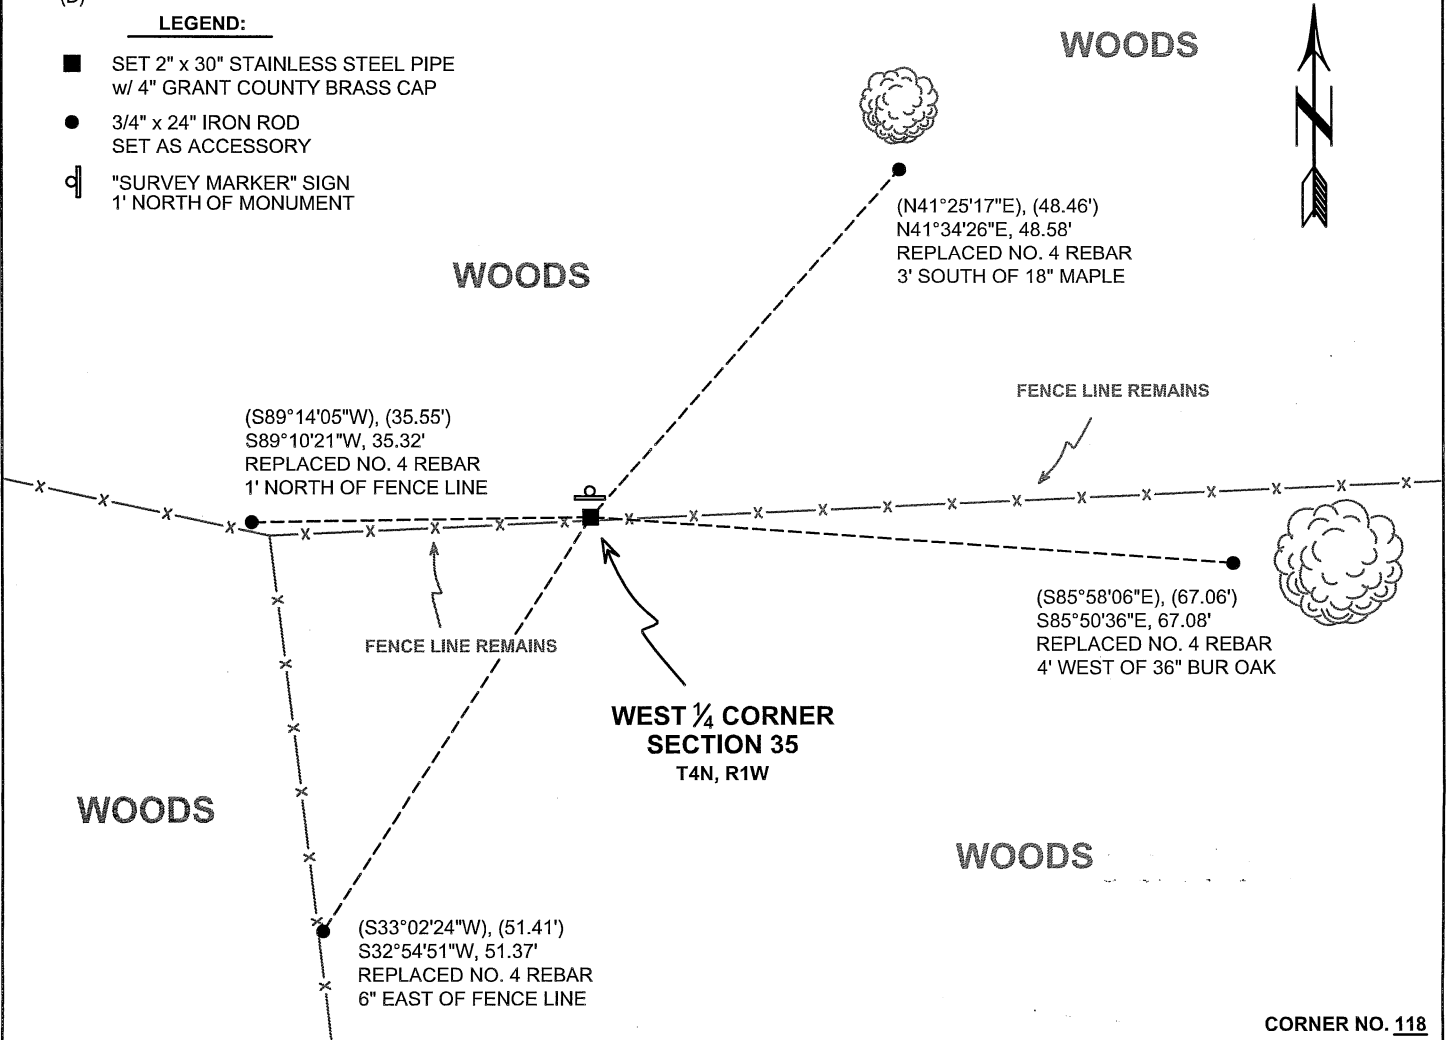 LEGEND:
SET 2" x 30" STAINLESS STEEL PIPE
w/ 4" GRANT COUNTY BRASS CAP
3/4" x 24" IRON ROD
SET AS ACCESSORY
"SURVEY MARKER" SIGN
1' NORTH OF MONUMENT
WOODS
N
(N41°25'17"E), (48.46')
N41°34'26"E, 48.58'
REPLACED NO. 4 REBAR
3' SOUTH OF 18" MAPLE
WOODS
FENCE LINE REMAINS
(S89°14'05"W), (35.55')
S89°10'21"W, 35.32'
REPLACED NO. 4 REBAR
1' NORTH OF FENCE LINE
(S85°58'06"E), (67.06')
S85°50'36"E, 67.08'
REPLACED NO. 4 REBAR
4' WEST OF 36" BUR OAK
FENCE LINE REMAINS
WEST 1/4 CORNER
SECTION 35
T4N, R1W
WOODS
WOODS
(S33°02'24"W), (51.41')
S32°54'51"W, 51.37'
REPLACED NO. 4 REBAR
6" EAST OF FENCE LINE
CORNER NO. 118